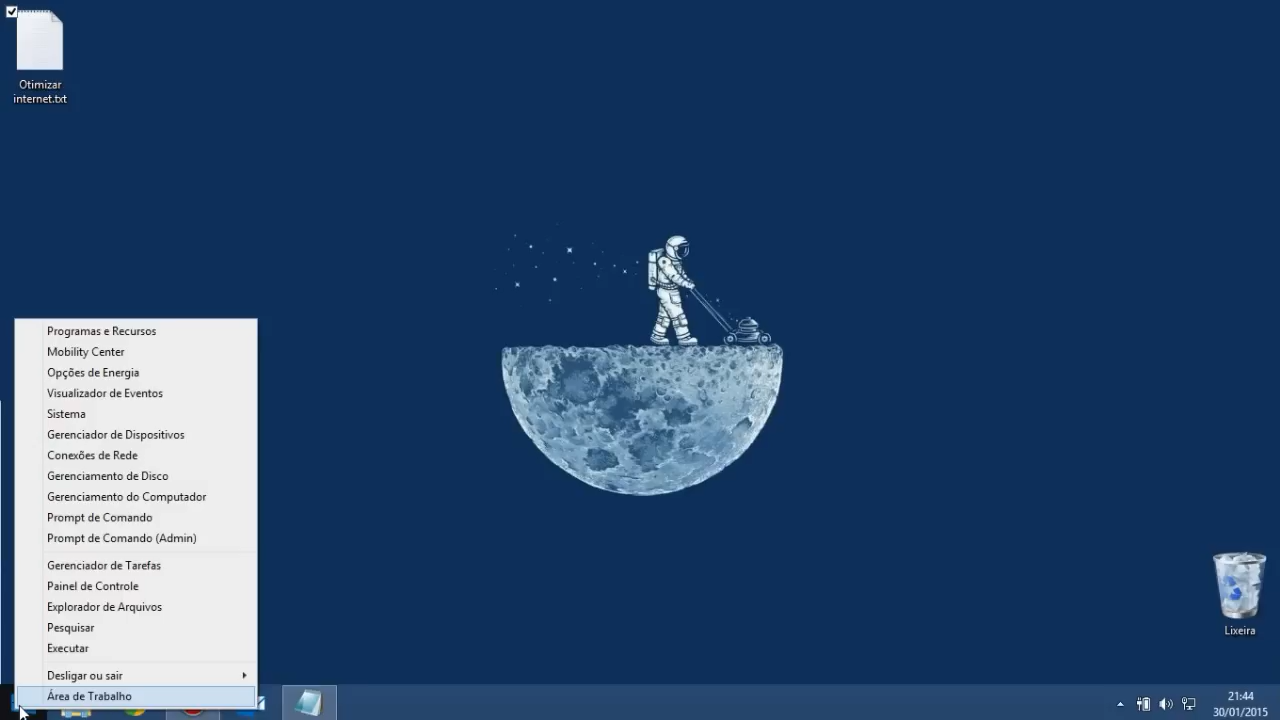 Otimizar
internet.txt
Programas e Recursos
Mobility Center
Opções de Energia
Visualizador de Eventos
Sistema
Gerenciador de Dispositivos
Conexões de Rede
Gerenciamento de Disco
Gerenciamento do Computador
Prompt de Comando
Prompt de Comando (Admin)
Gerenciador de Tarefas
Painel de Controle
Explorador de Arquivos
Pesquisar
Executar
Desligar ou sair
Área de Trabalho
Lixeira
21:44
30/01/2015